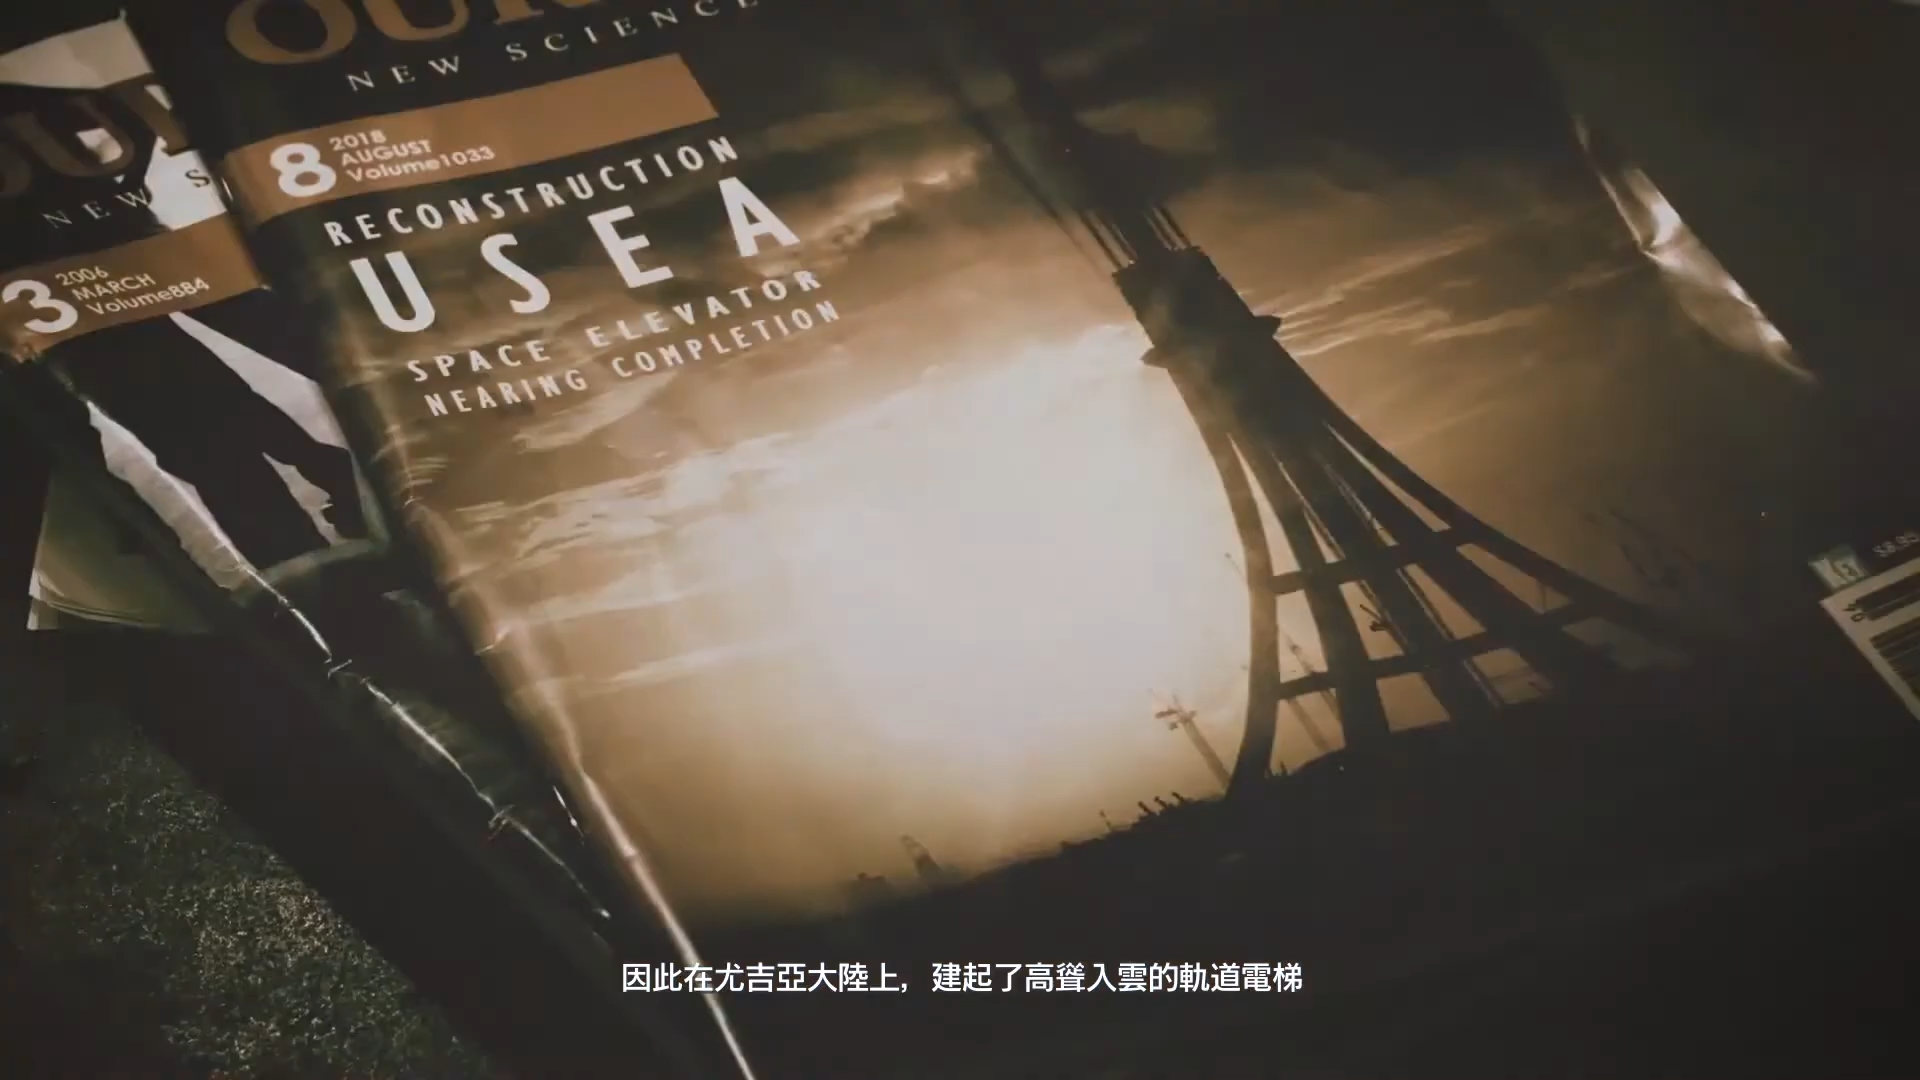 NEW SCIENCE
8
2018
AUGUST
Volume1033
RECONSTRUCTION
USEA
SPACE ELEVATOR
NEARING COMPLETION
NEW S
3
2006
MARCH
Volume884
因此在尤吉亞大陸上，建起了高聳入雲的軌道電梯